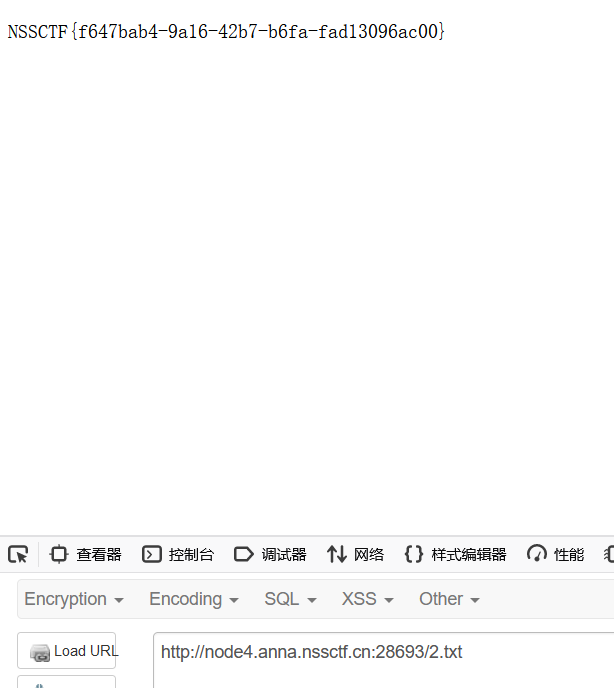 NSSCTF{f647bab4-9a16-42b7-b6fa-fad13096ac00}
查看器 控制台 调试器 网络 样式编辑器 性能
Encryption Encoding SQL XSS Other
Load URL http://node4.anna.nssctf.cn:28693/2.txt